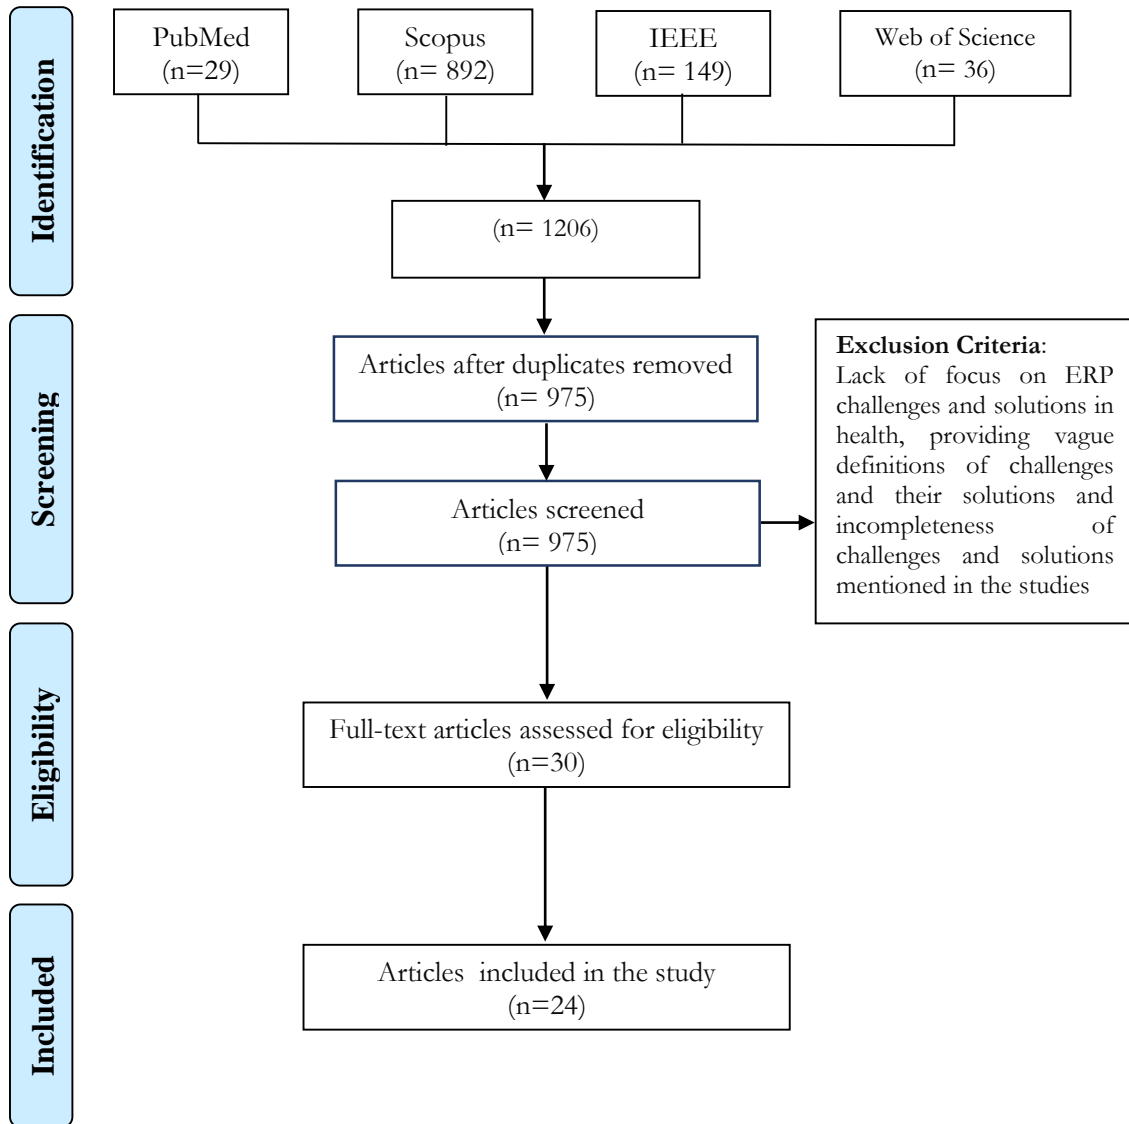 Identification
PubMed
(n=29)
Scopus
(n= 892)
IEEE
(n= 149)
Web of Science
(n= 36)
(n= 1206)
Screening
Articles after duplicates removed
(n= 975)
Articles screened
(n= 975)
Exclusion Criteria:
Lack of focus on ERP
challenges and solutions in
health, providing vague
definitions of challenges
and their solutions and
incompleteness of
challenges and solutions
mentioned in the studies
Eligibility
Full-text articles assessed for eligibility
(n=30)
Included
Articles included in the study
(n=24)